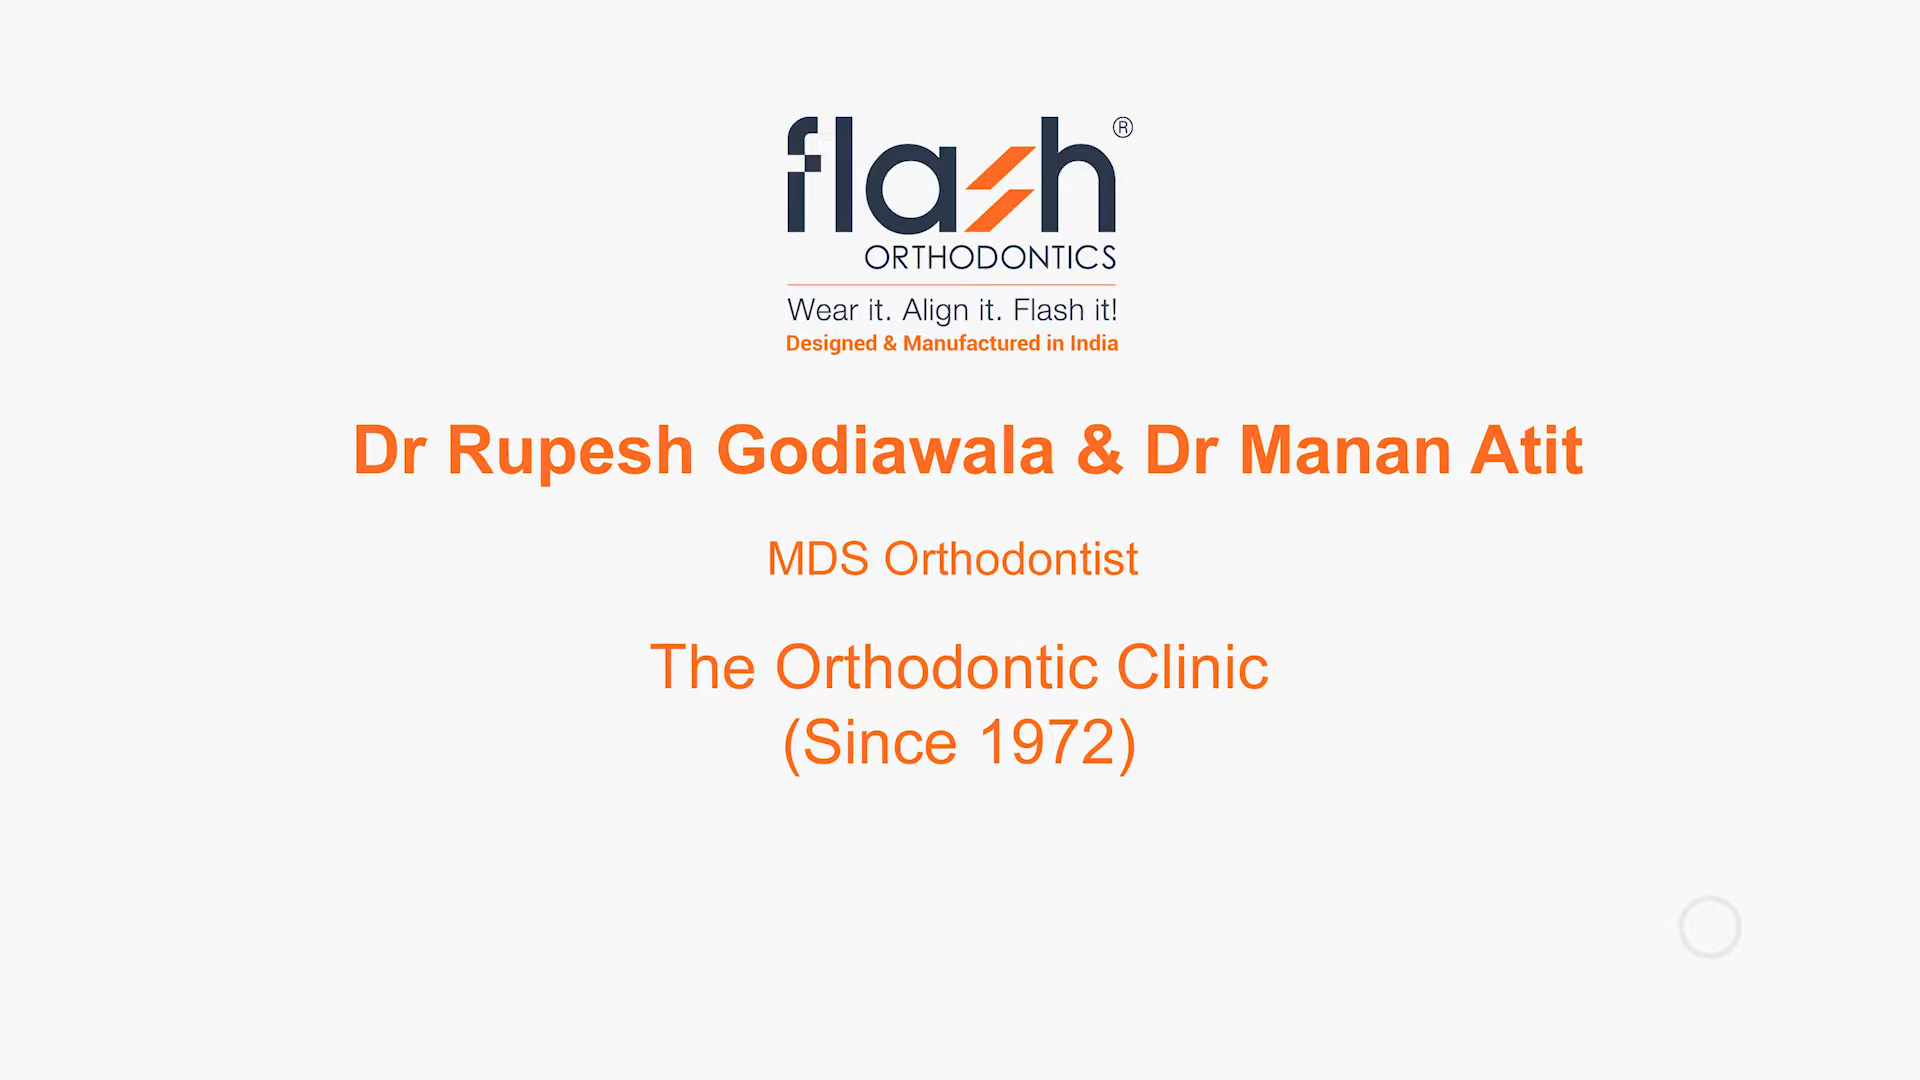 flash®
ORTHODONTICS
Wear it. Align it. Flash it!
Designed & Manufactured in India
Dr Rupesh Godiawala & Dr Manan Atit
MDS Orthodontist
The Orthodontic Clinic
(Since 1972)